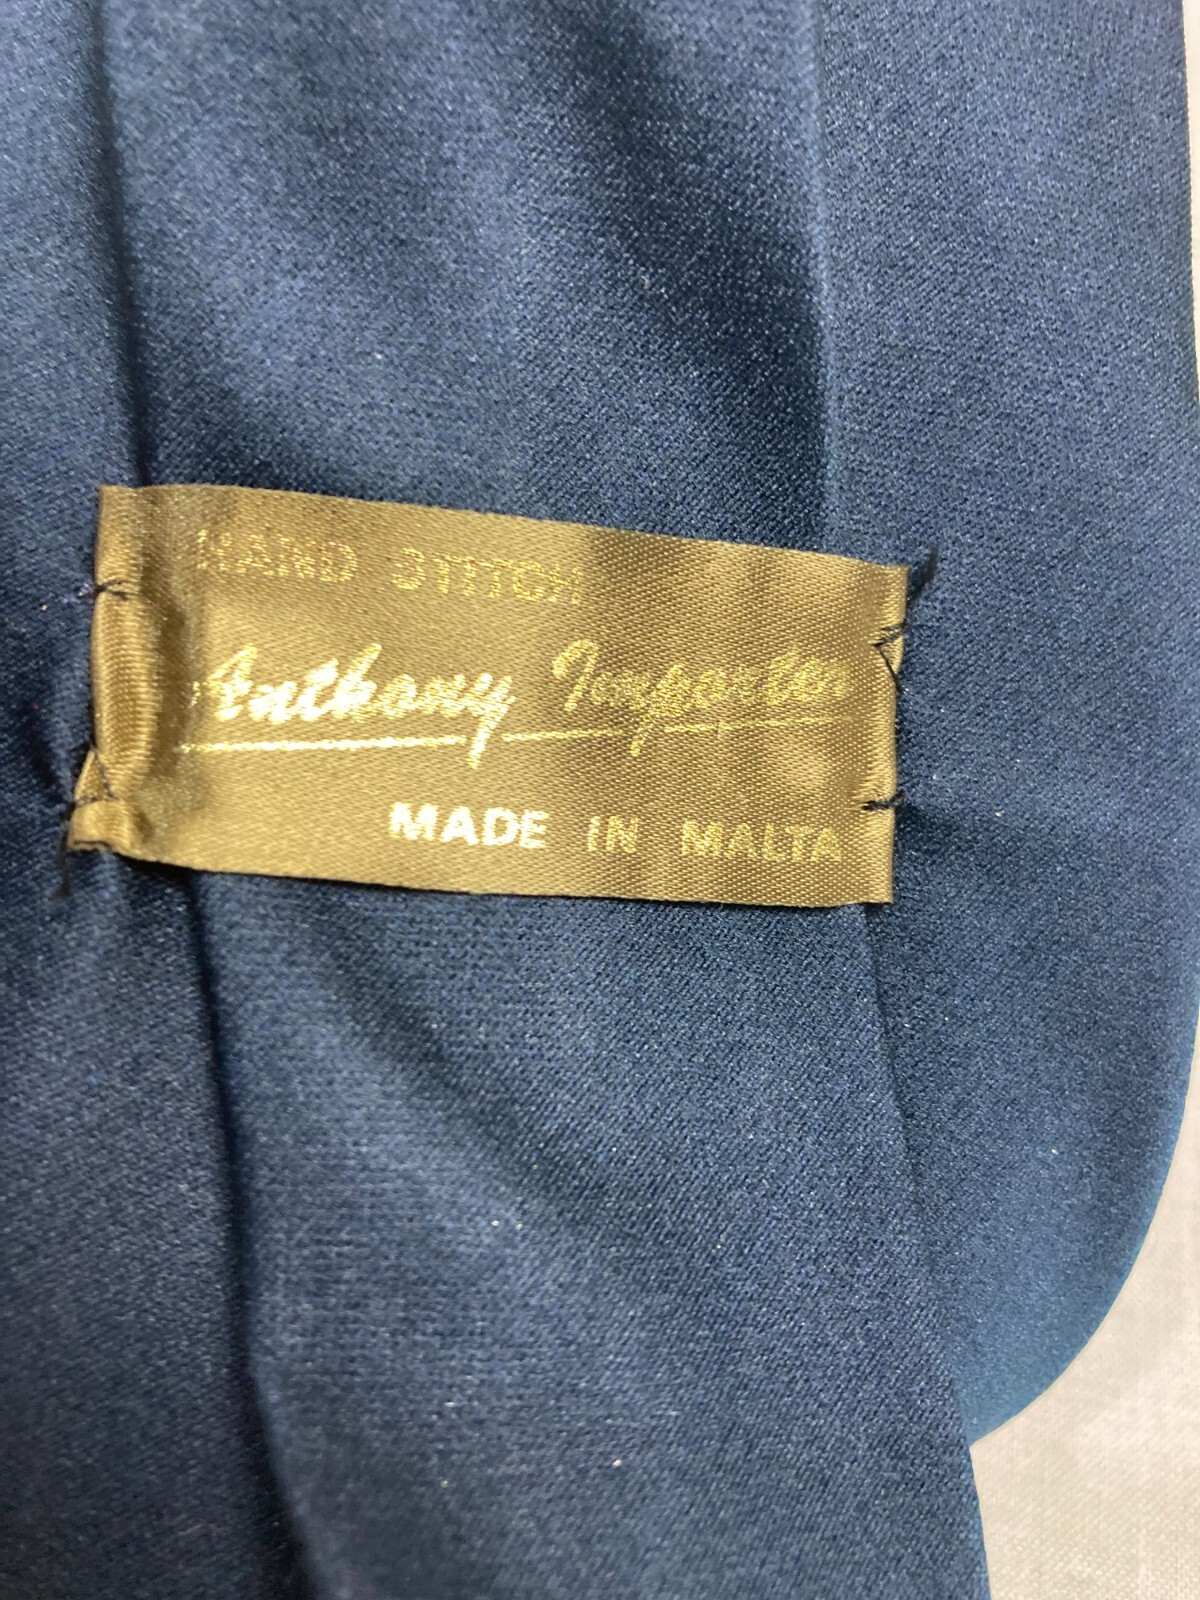 HAND STITCH
Anthony Importer
MADE IN MALTA